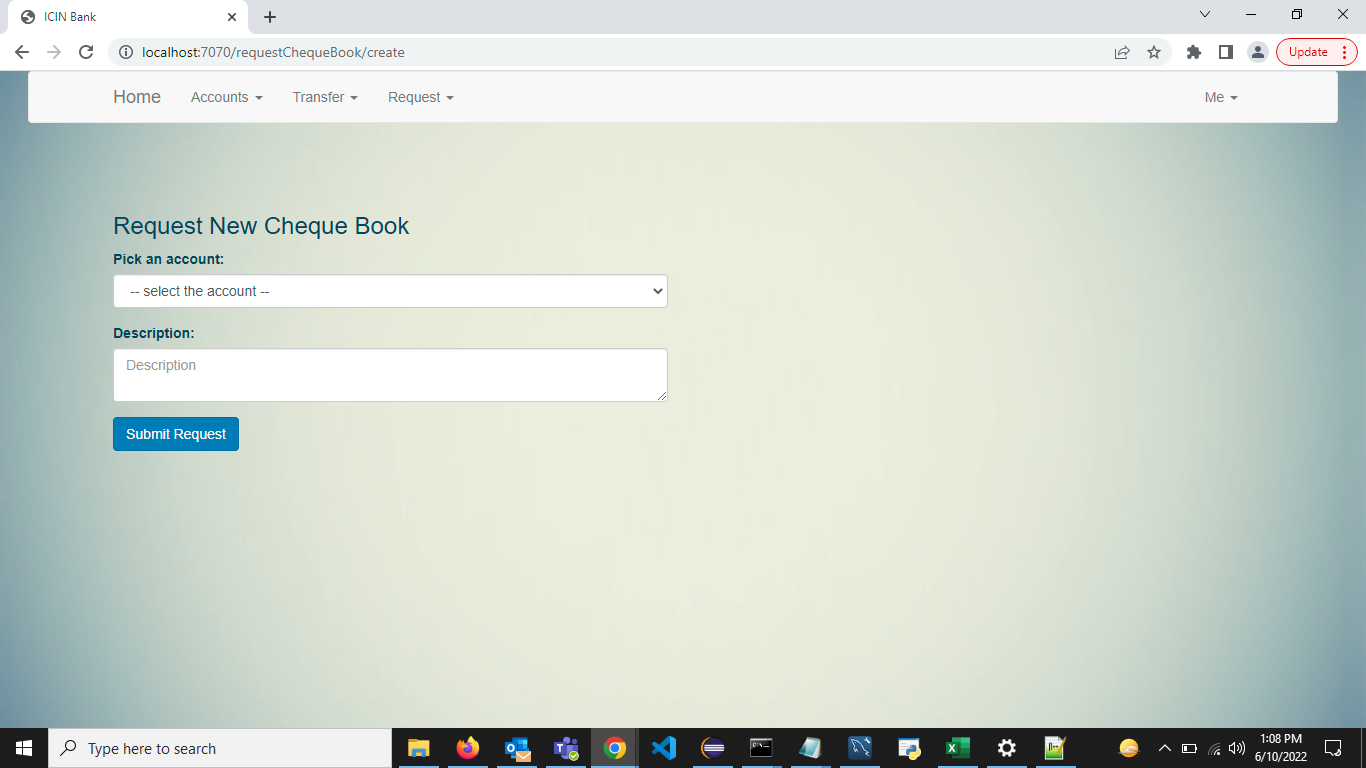 ICIN Bank
localhost:7070/requestChequeBook/create
Update
Home Accounts Transfer Request Me
Request New Cheque Book
Pick an account:
-- select the account --
Description:
Description
Submit Request
Type here to search
1:08 PM
6/10/2022